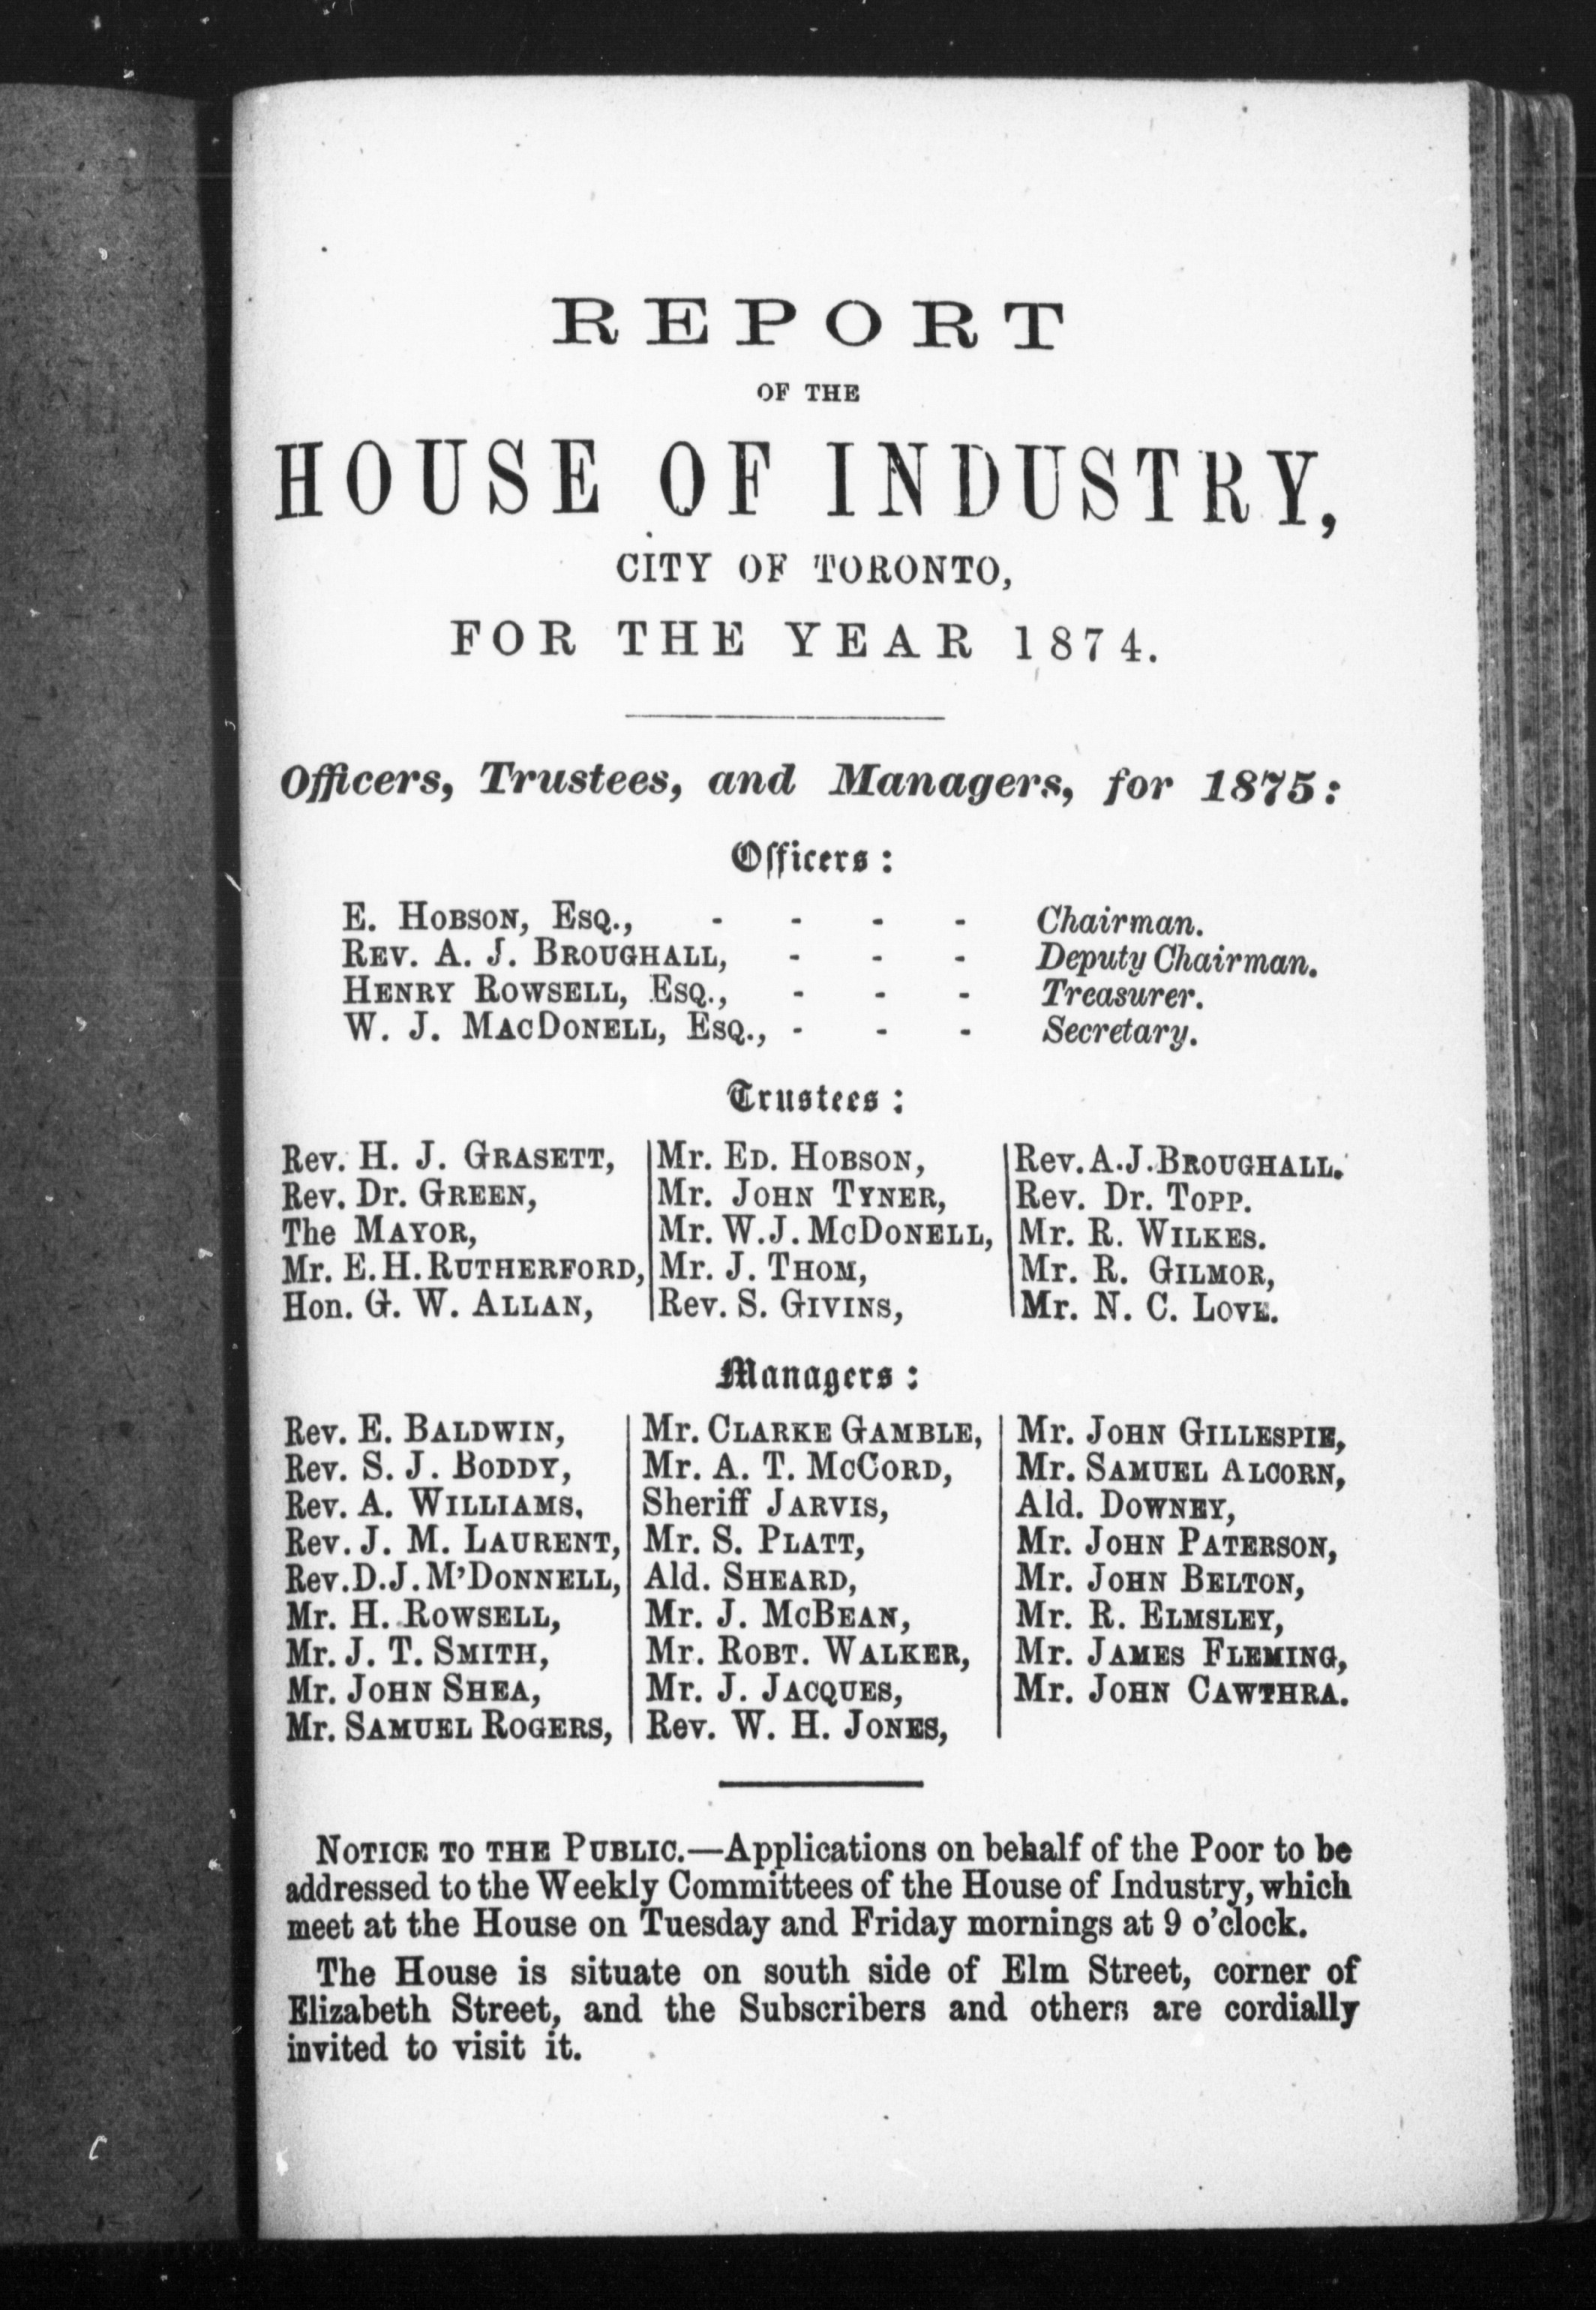 REPORT
OF THE
HOUSE OF INDUSTRY,
CITY OF TORONTO,
FOR THE YEAR 1874.
Officers, Trustees, and Managers, for 1875:
Officers:
E. HOBSON, ESQ., - - - - Chairman.
REV. A. J. BROUGHALL, - - - Deputy Chairman.
HENRY ROWSELL, ESQ., - - - Treasurer.
W. J. MACDONELL, ESQ., - - - Secretary.
Trustees:
Rev. H. J. GRASETT,
Rev. Dr. GREEN,
The MAYOR,
Mr. E. H. RUTHERFORD,
Hon. G. W. ALLAN,
Mr. ED. HOBSON,
Mr. JOHN TYNER,
Mr. W. J. MCDONELL,
Mr. J. THOM,
Rev. S. GIVINS,
Rev. A. J. BROUGHALL.
Rev. Dr. TOPP.
Mr. R. WILKES.
Mr. R. GILMOR,
Mr. N. C. LOVE.
Managers:
Rev. E. BALDWIN,
Rev. S. J. BODDY,
Rev. A. WILLIAMS,
Rev. J. M. LAURENT,
Rev. D. J. M'DONNELL,
Mr. H. ROWSELL,
Mr. J. T. SMITH,
Mr. JOHN SHEA,
Mr. SAMUEL ROGERS,
Mr. CLARKE GAMBLE,
Mr. A. T. MCCORD,
Sheriff JARVIS,
Mr. S. PLATT,
Ald. SHEARD,
Mr. J. MCBEAN,
Mr. ROBT. WALKER,
Mr. J. JACQUES,
Rev. W. H. JONES,
Mr. JOHN GILLESPIE,
Mr. SAMUEL ALCORN,
Ald. DOWNEY,
Mr. JOHN PATERSON,
Mr. JOHN BELTON,
Mr. R. ELMSLEY,
Mr. JAMES FLEMING,
Mr. JOHN CAWTHRA.
NOTICE TO THE PUBLIC.—Applications on behalf of the Poor to be
addressed to the Weekly Committees of the House of Industry, which
meet at the House on Tuesday and Friday mornings at 9 o'clock.
The House is situate on south side of Elm Street, corner of
Elizabeth Street, and the Subscribers and others are cordially
invited to visit it.